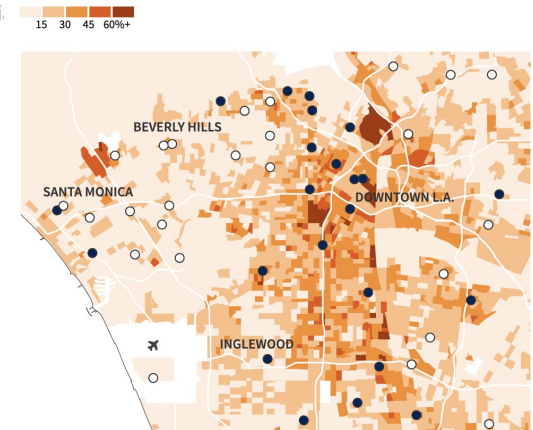 15 30 45 60%+
BEVERLY HILLS
SANTA MONICA
DOWNTOWN L.A.
INGLEWOOD